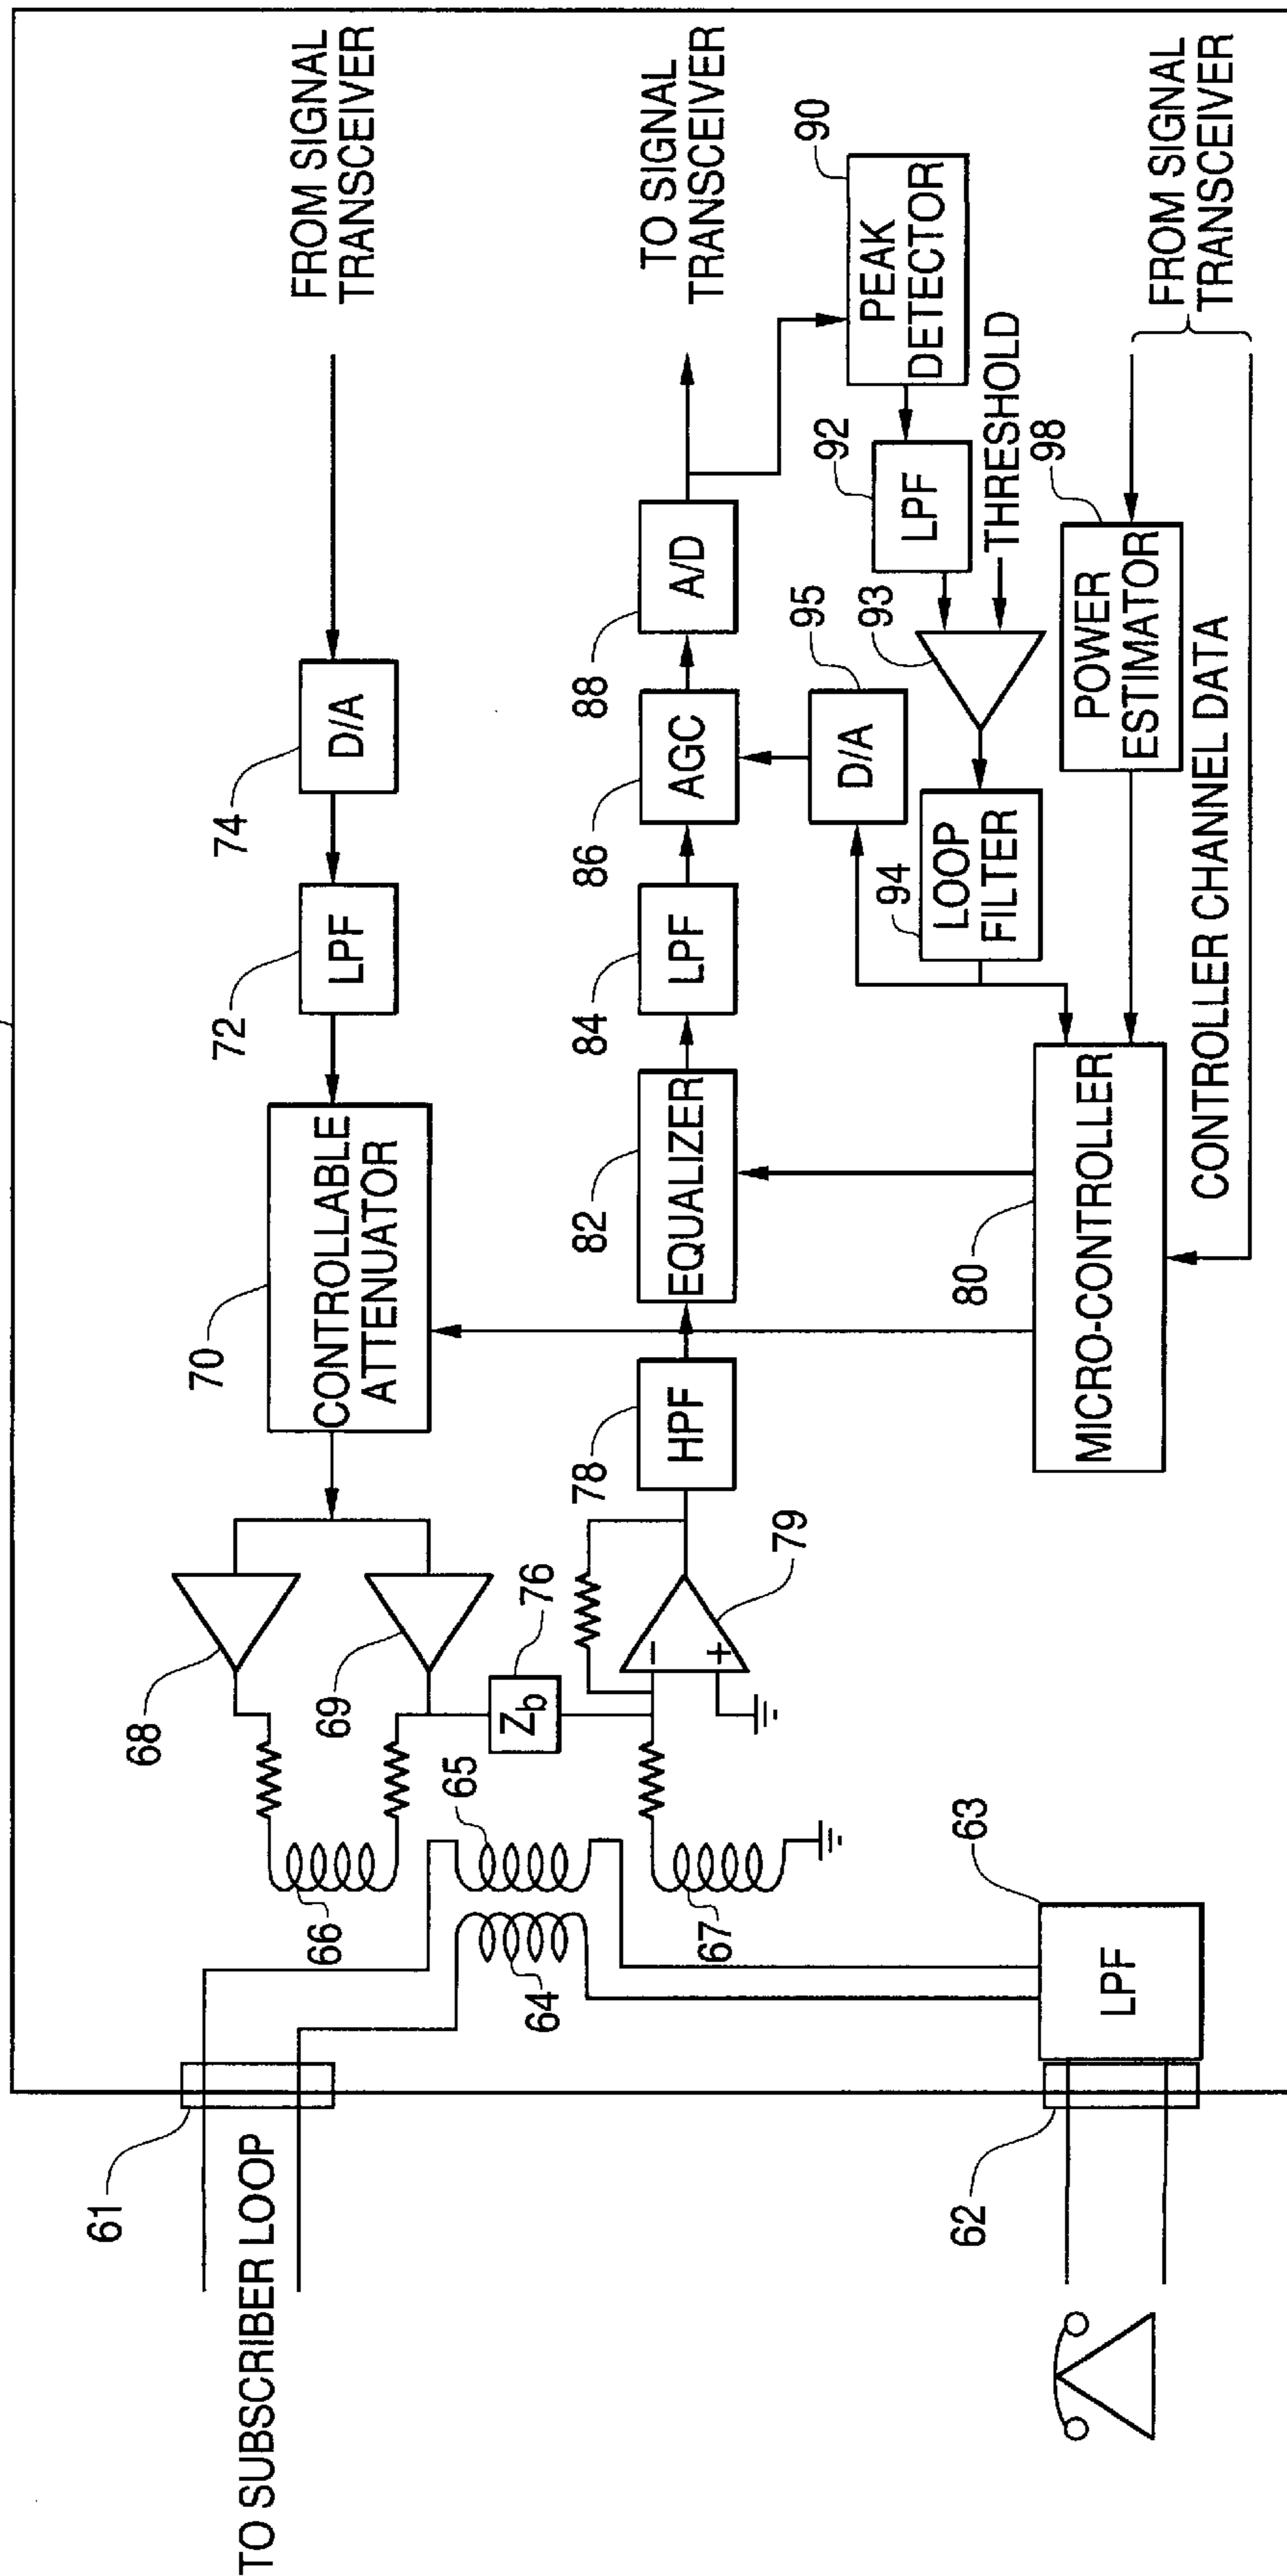 FROM SIGNAL
TRANSCEIVER
74
D/A
72
LPF
70
CONTROLLABLE
ATTENUATOR
68
69
66
61
TO SUBSCRIBER LOOP
TO SIGNAL
TRANSCEIVER
88
A/D
86
AGC
84
LPF
82
EQUALIZER
78
HPF
79
−
+
76
Zb
65
64
67
90
PEAK
DETECTOR
92
LPF
THRESHOLD
93
95
D/A
94
LOOP
FILTER
98
POWER
ESTIMATOR
FROM SIGNAL
TRANSCEIVER
CONTROLLER CHANNEL DATA
80
MICRO-CONTROLLER
63
LPF
62